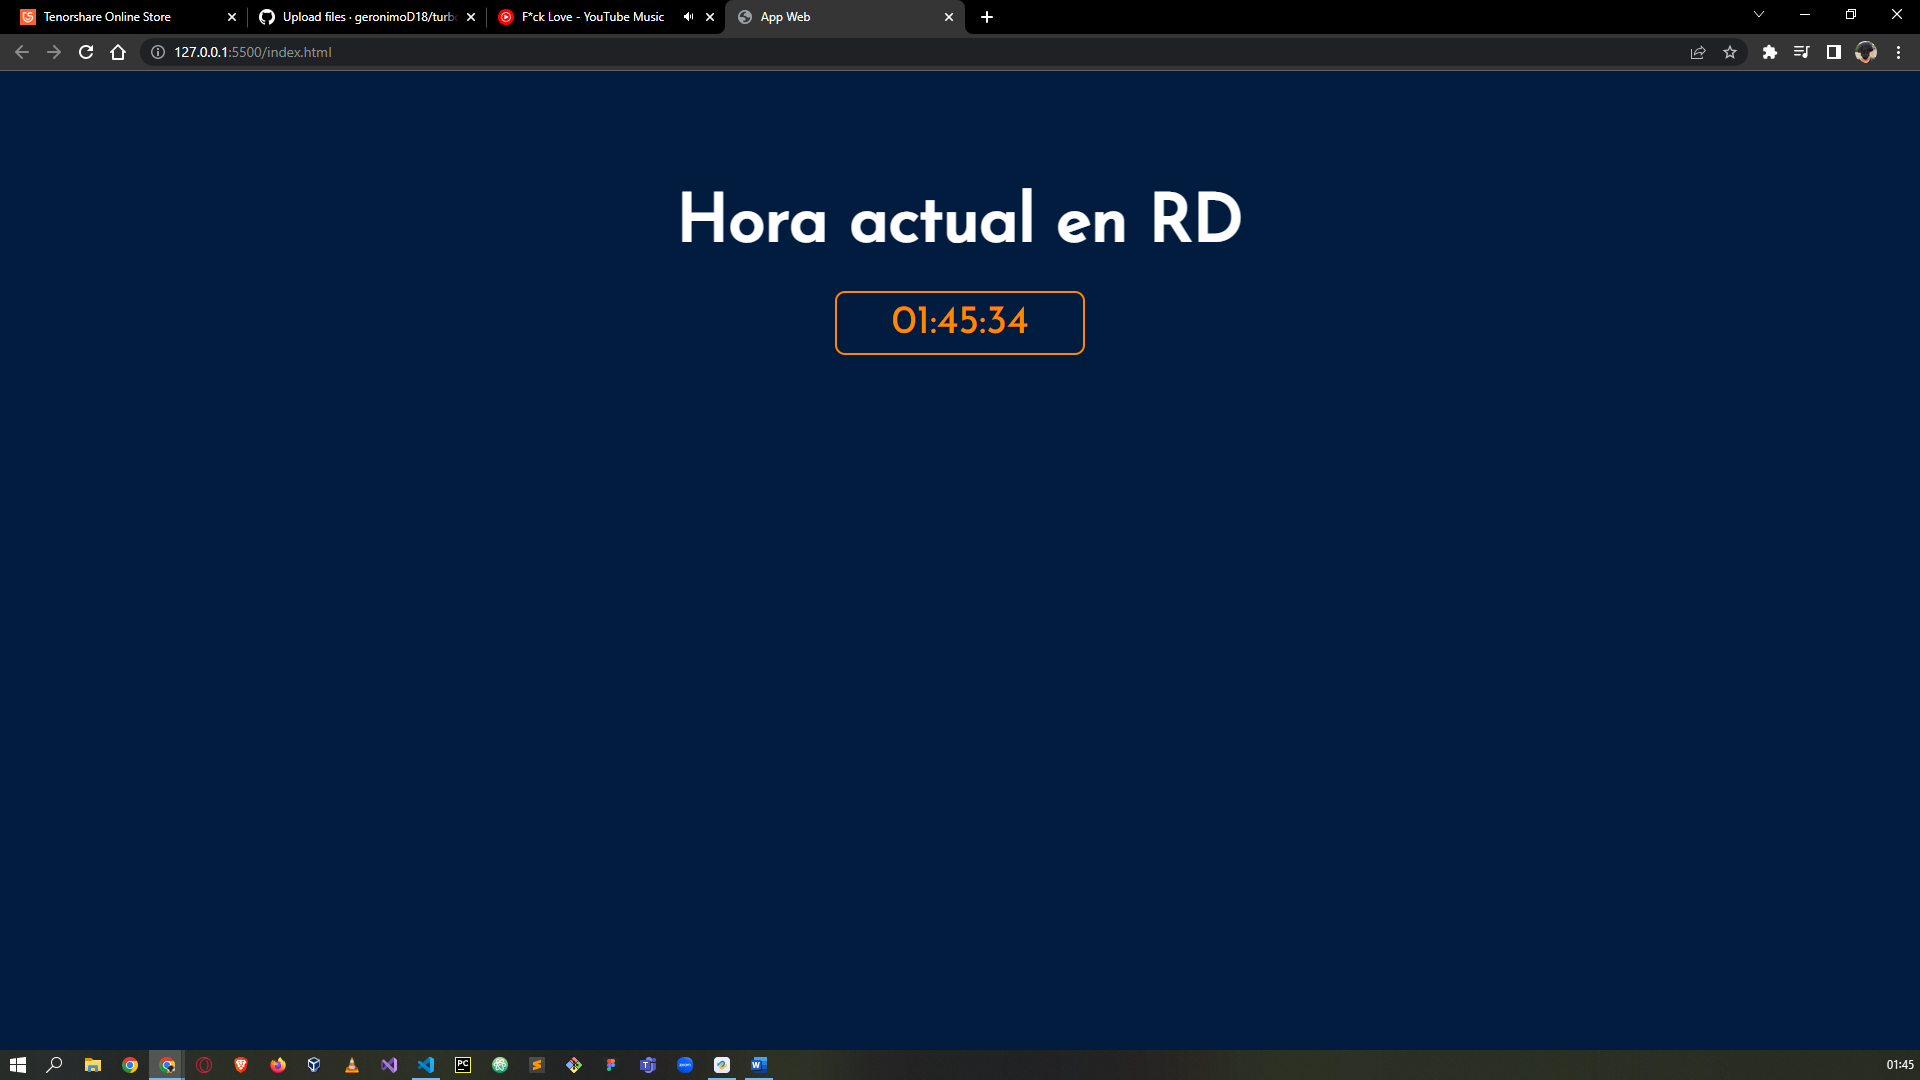 Tenorshare Online Store
Upload files · geronimoD18/turbo
F*ck Love - YouTube Music
App Web
127.0.0.1:5500/index.html
Hora actual en RD
01:45:34
01:45